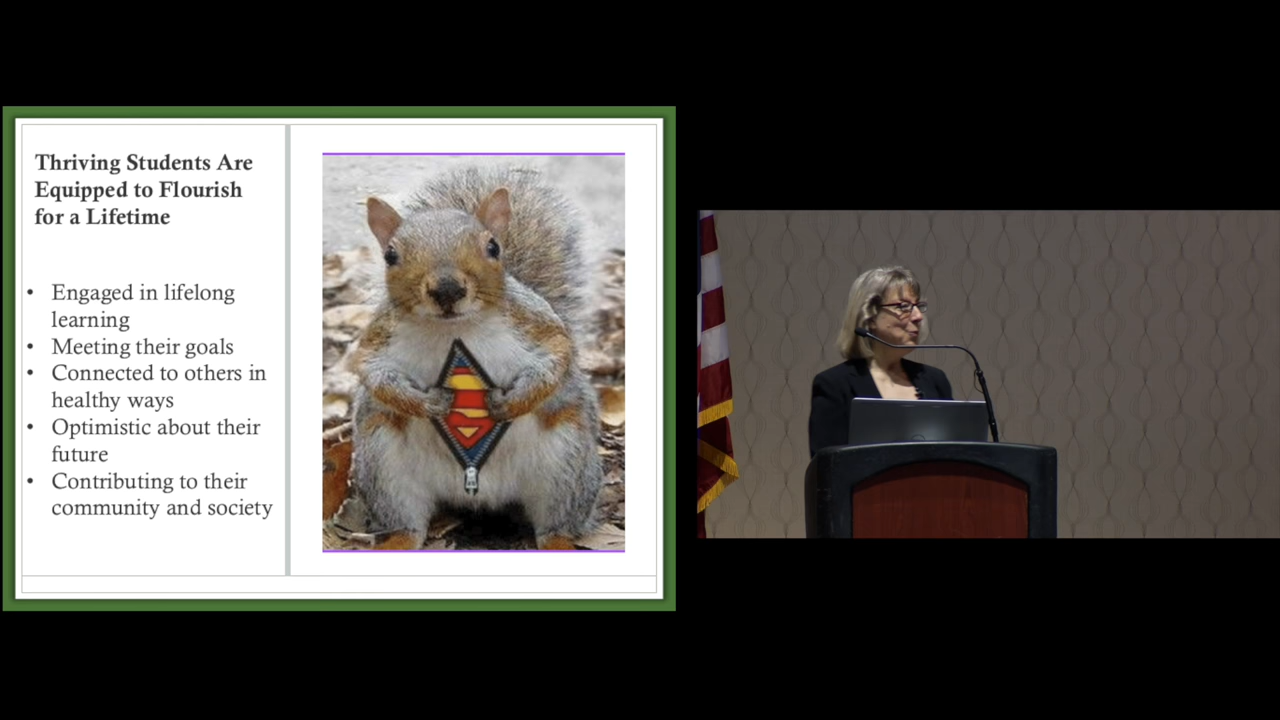 Thriving Students Are
Equipped to Flourish
for a Lifetime
• Engaged in lifelong
learning
• Meeting their goals
• Connected to others in
healthy ways
• Optimistic about their
future
• Contributing to their
community and society